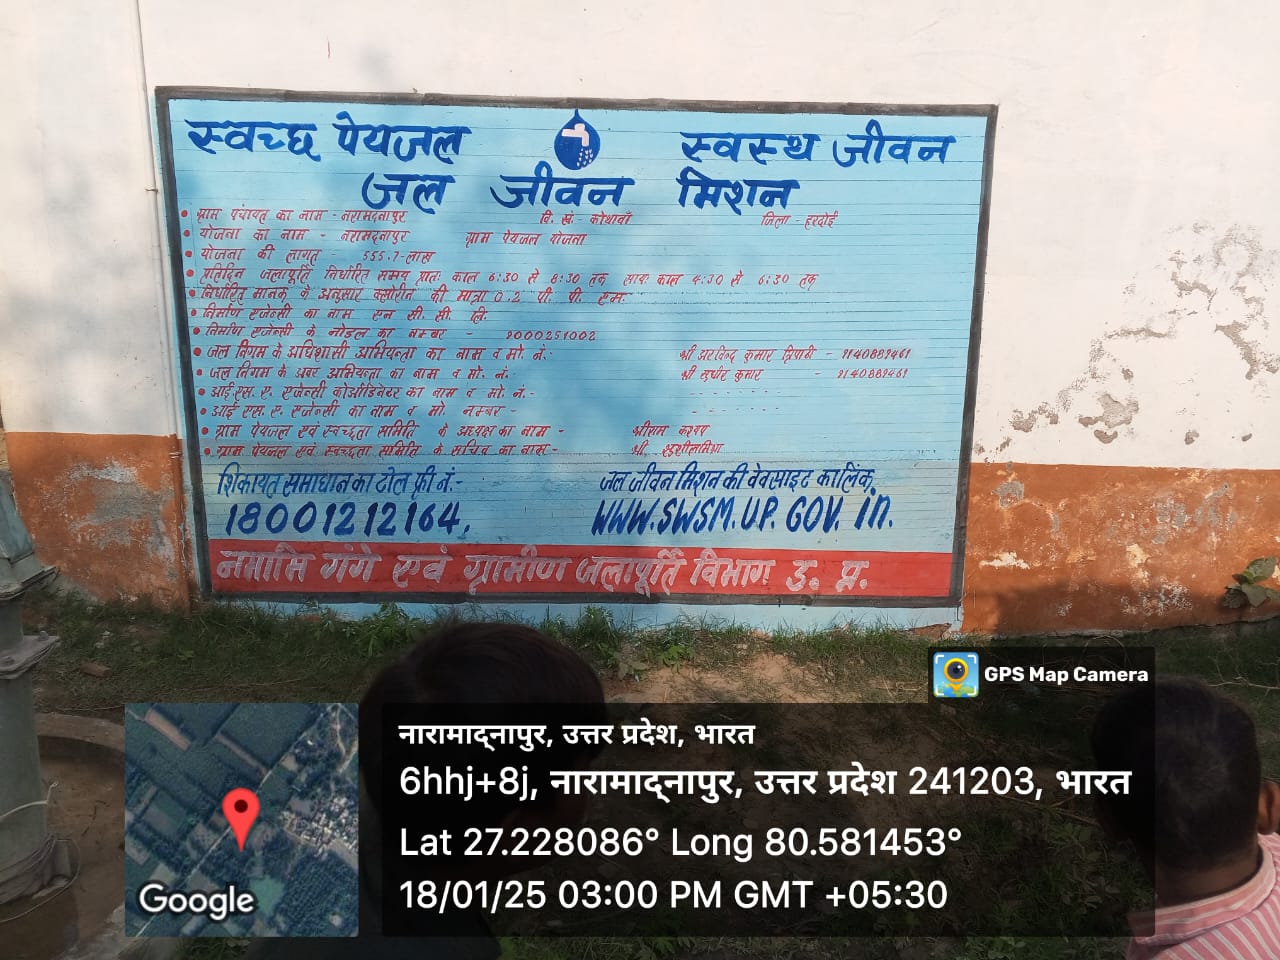 स्वच्छ पेयजल स्वस्थ जीवन
जल जीवन मिशन
• ग्राम पंचायत का नाम - नरामदनापुर वि. खं:- कोथावां जिला - हरदोई
• योजना का नाम - नरामदनापुर ग्राम पेयजल योजना
• योजना की लागत - 555.7-लाख
• प्रतिदिन जलापूर्ति निर्धारित समय प्रातः काल 6:30 से 8:30 तक साय काल 4:30 से 6:30 तक
• निर्धारित मानक के अनुसार क्लोरीन की मात्रा 0.2 पी. पी. एम.
• निर्माण एजेन्सी का नाम एन सी. सी. लि.
• निर्माण एजेन्सी के नोडल का नम्बर -
• जल निगम के अधिशासी अभियन्ता का नाम व मो. नं.:- श्री अरविन्द कुमार त्रिपाठी -
• जल निगम के अवर अभियन्ता का नाम व मो. नं.- श्री सुधीर कुमार -
• आई.एस.ए. एजेन्सी कोऑर्डिनेटर का नाम व मो. नं.-
• आई एस.ए. एजेन्सी का नाम व मो. नम्बर -
• ग्राम पेयजल एवं स्वच्छता समिति के अध्यक्ष का नाम - श्रीराम
• ग्राम पेयजल एवं स्वच्छता समिति के सचिव का नाम- श्री
शिकायत समाधान का टोल फ्री नं.- जल जीवन मिशन की वेबसाइट का लिंक
18001212164. WWW.SWSM.U.P. GOV. in.
नमामि गंगे एवं ग्रामीण जलापूर्ति विभाग उ. प्र.
GPS Map Camera
नारामाद्नापुर, उत्तर प्रदेश, भारत
6hhj+8j, नारामाद्नापुर, उत्तर प्रदेश 241203, भारत
Lat 27.228086° Long 80.581453°
18/01/25 03:00 PM GMT +05:30
Google